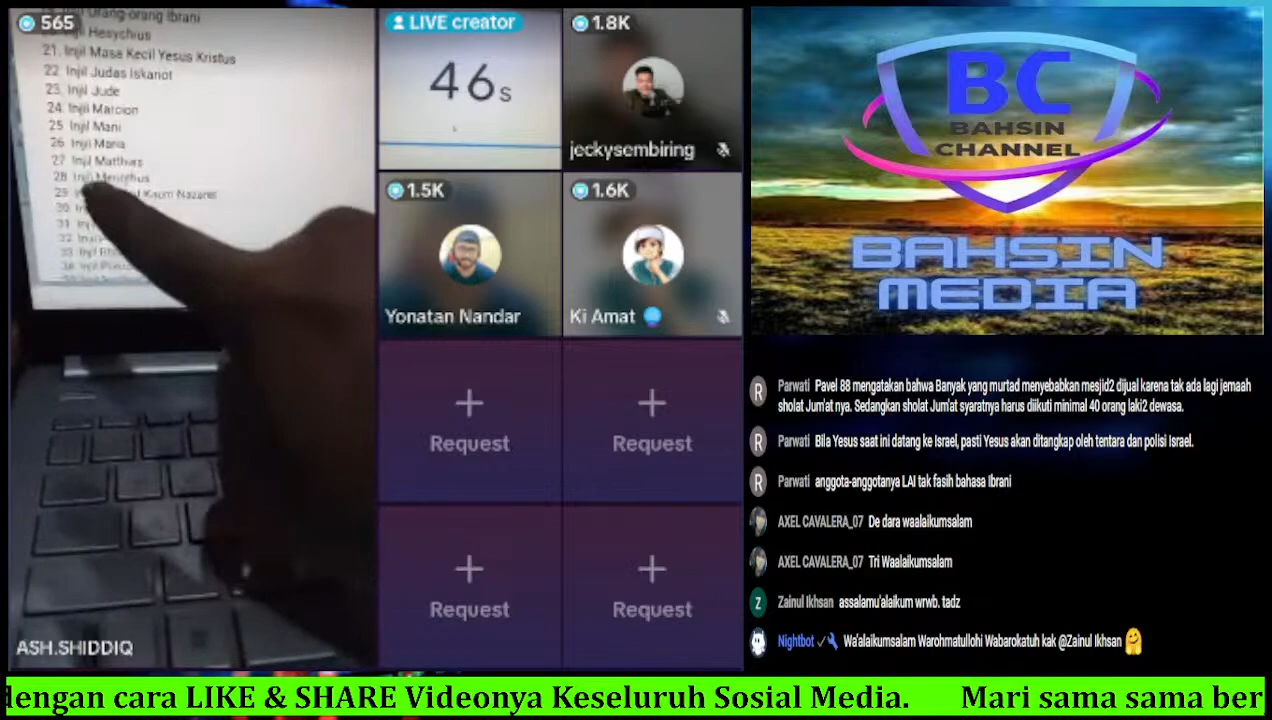 565
Orang-orang Ibrani
Hesychius
21. Injil Masa Kecil Yesus Kristus
22 Injil Judas Iskariot
23. Injil Jude
24. Injil Marcion
25 Injil Mani
26 Injil Maria
27 Injil Matthias
28 Injil
29 Kaum Nazaret
30
31
32
33
ASH.SHIDDIQ
LIVE creator
46s
1.8K
jeckysembiring
1.5K
Yonatan Nandar
1.6K
Ki Amat
+
Request
+
Request
+
Request
+
Request
BC
BAHSIN
CHANNEL
BAHSIN
MEDIA
R Parwati Pavel 88 mengatakan bahwa Banyak yang murtad menyebabkan mesjid2 dijual karena tak ada lagi jemaah
sholat Jum'at nya. Sedangkan sholat Jum'at syaratnya harus diikuti minimal 40 orang laki2 dewasa.
R Parwati Bila Yesus saat ini datang ke Israel, pasti Yesus akan ditangkap oleh tentara dan polisi Israel.
R Parwati anggota-anggotanya LAI tak fasih bahasa Ibrani
AXEL CAVALERA_07 De dara waalaikumsalam
AXEL CAVALERA_07 Tri Waalaikumsalam
Z Zainul Ikhsan assalamu'alaikum wrwb. tadz
Nightbot Wa'alaikumsalam Warohmatullohi Wabarokatuh kak @Zainul Ikhsan 🤗
dengan cara LIKE & SHARE Videonya Keseluruh Sosial Media. Mari sama sama ber